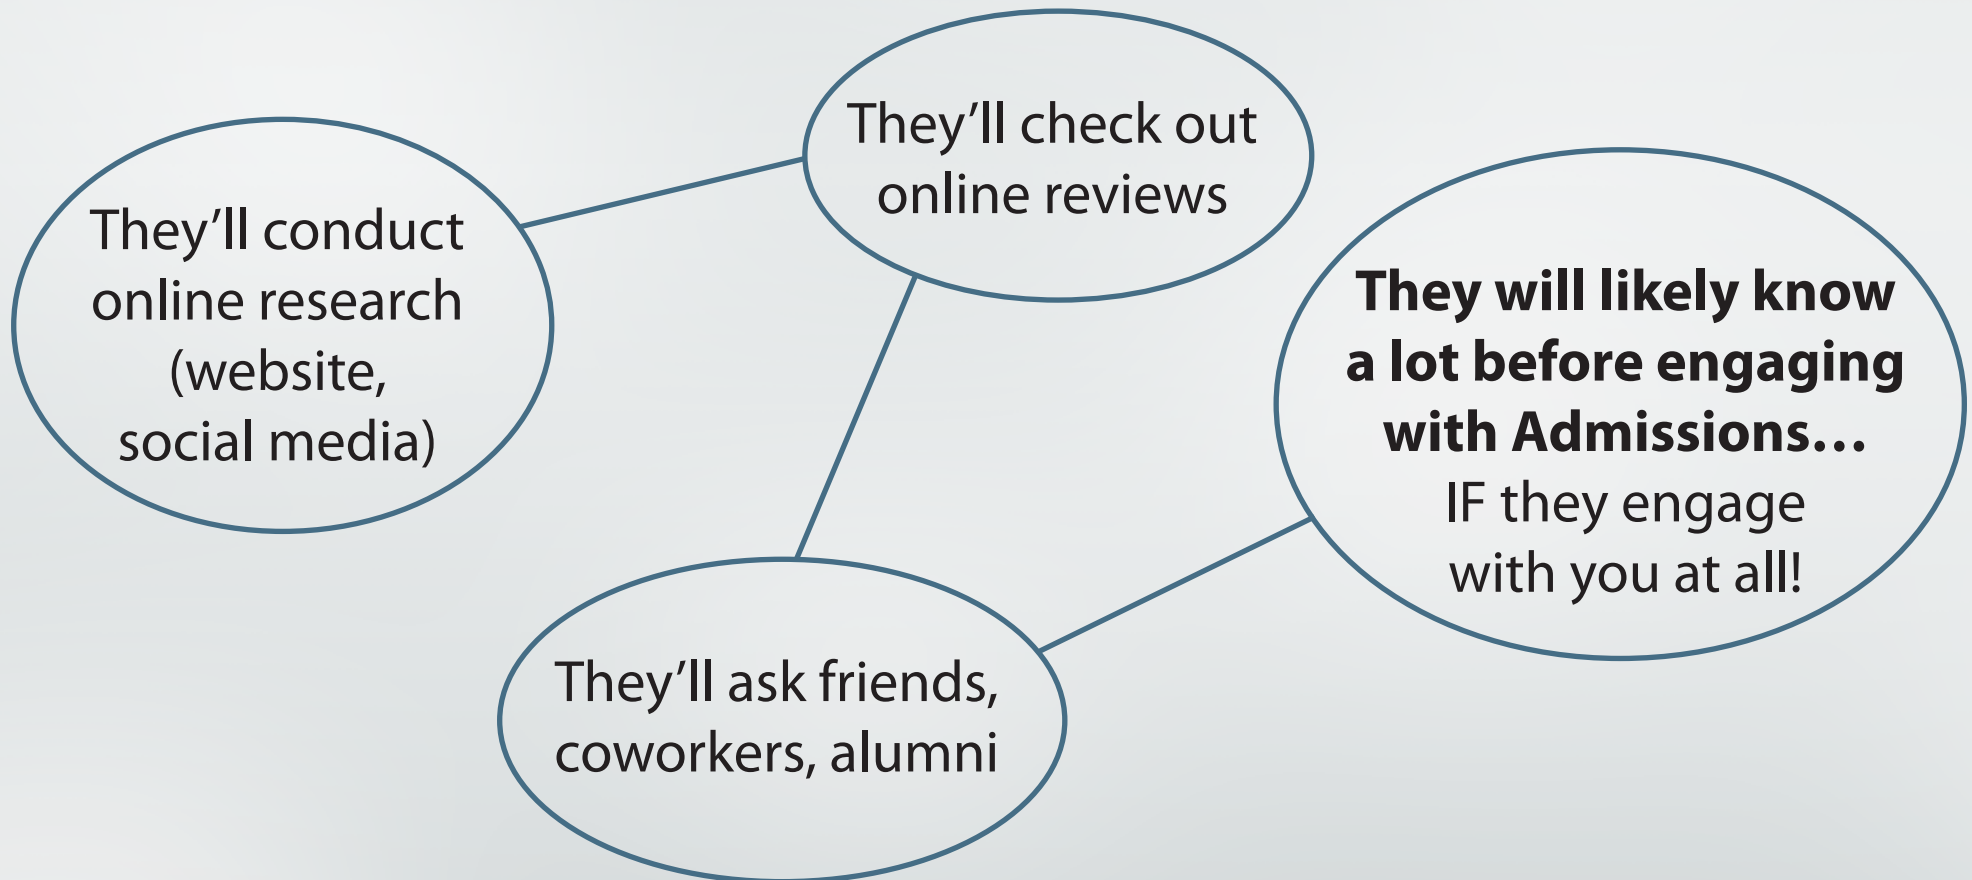 They’ll conduct
online research
(website,
social media)
They’ll check out
online reviews
They’ll ask friends,
coworkers, alumni
They will likely know
a lot before engaging
with Admissions…
IF they engage
with you at all!